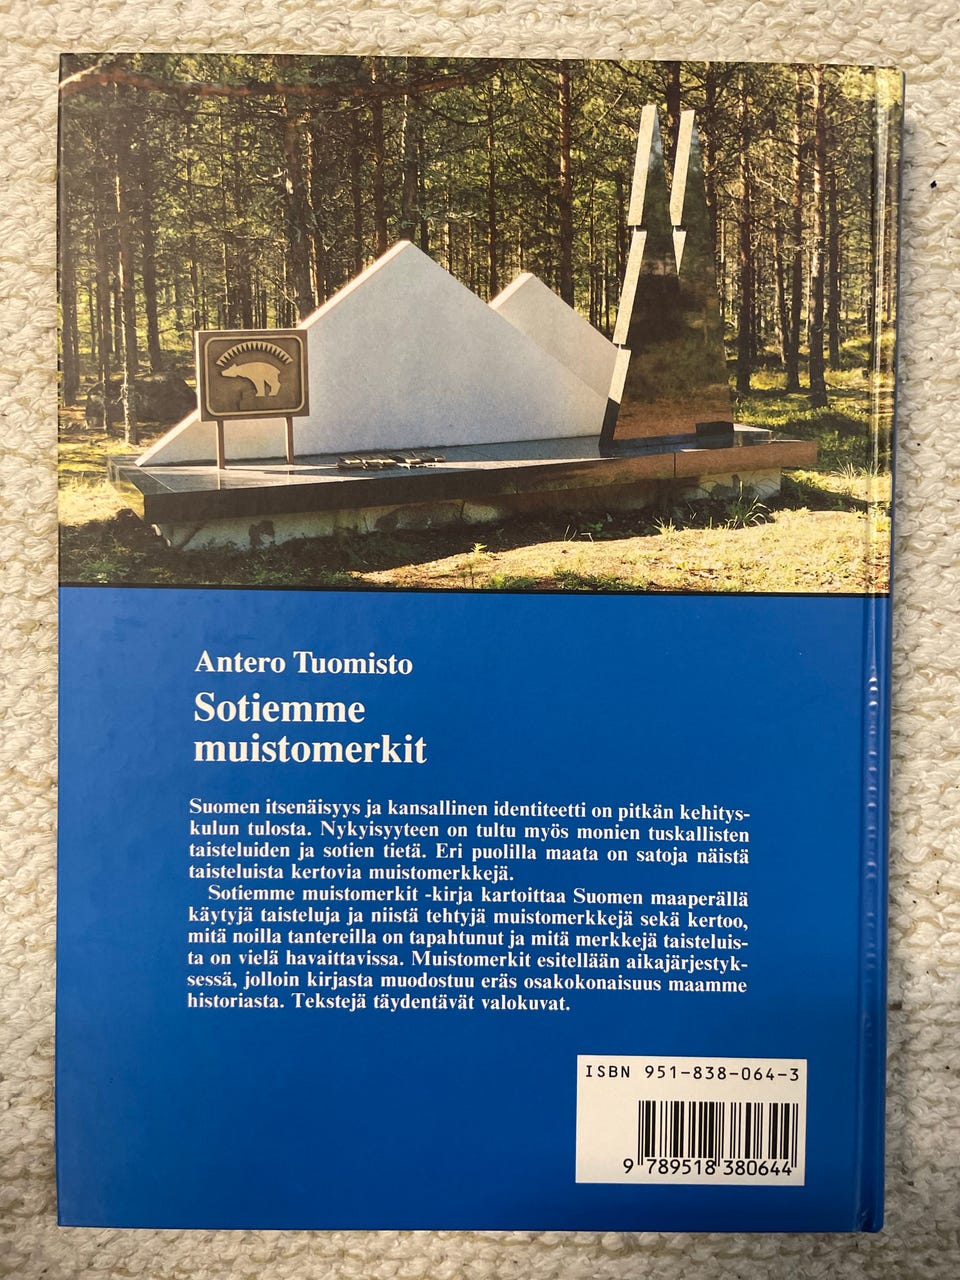 Antero Tuomisto
Sotiemme
muistomerkit
Suomen itsenäisyys ja kansallinen identiteetti on pitkän kehitys-
kulun tulosta. Nykyisyyteen on tultu myös monien tuskallisten
taisteluiden ja sotien tietä. Eri puolilla maata on satoja näistä
taisteluista kertovia muistomerkkejä.
Sotiemme muistomerkit -kirja kartoittaa Suomen maaperällä
käytyjä taisteluja ja niistä tehtyjä muistomerkkejä sekä kertoo,
mitä noilla tantereilla on tapahtunut ja mitä merkkejä taisteluis-
ta on vielä havaittavissa. Muistomerkit esitellään aikajärjestyk-
sessä, jolloin kirjasta muodostuu eräs osakokonaisuus maamme
historiasta. Tekstejä täydentävät valokuvat.
ISBN 951-838-064-3
9 789518 380644